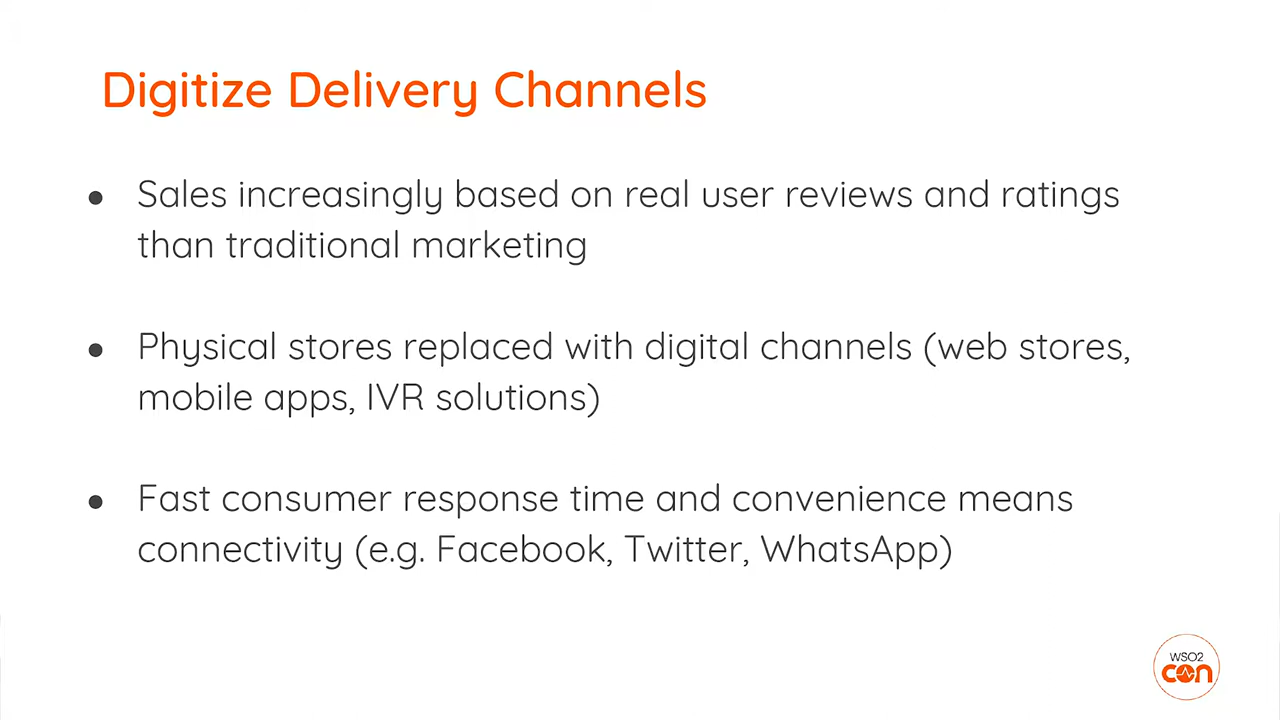 Digitize Delivery Channels
● Sales increasingly based on real user reviews and ratings
than traditional marketing
● Physical stores replaced with digital channels (web stores,
mobile apps, IVR solutions)
● Fast consumer response time and convenience means
connectivity (e.g. Facebook, Twitter, WhatsApp)
WSO2
con